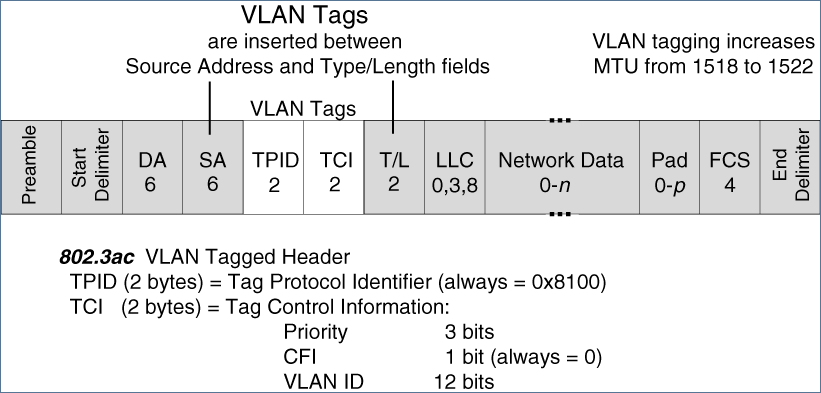 VLAN Tags
are inserted between
Source Address and Type/Length fields
VLAN tagging increases
MTU from 1518 to 1522
VLAN Tags
Preamble
Start
Delimiter
DA
6
SA
6
TPID
2
TCI
2
T/L
2
LLC
0,3,8
Network Data
0-n
Pad
0-p
FCS
4
End
Delimiter
802.3ac VLAN Tagged Header
TPID (2 bytes) = Tag Protocol Identifier (always = 0x8100)
TCI (2 bytes) = Tag Control Information:
Priority 3 bits
CFI 1 bit (always = 0)
VLAN ID 12 bits